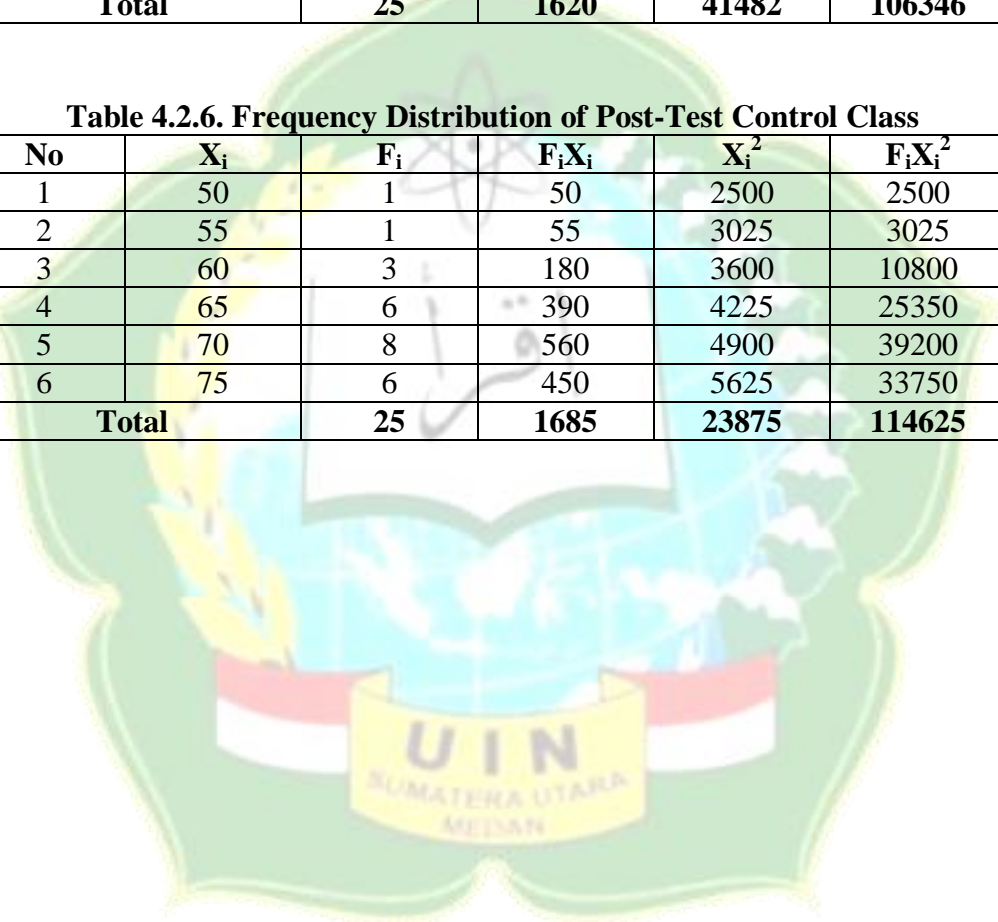 Total 25 1620 41482 106346
Table 4.2.6. Frequency Distribution of Post-Test Control Class
No Xᵢ Fᵢ FᵢXᵢ Xᵢ² FᵢXᵢ²
1 50 1 50 2500 2500
2 55 1 55 3025 3025
3 60 3 180 3600 10800
4 65 6 390 4225 25350
5 70 8 560 4900 39200
6 75 6 450 5625 33750
Total 25 1685 23875 114625
UIN
SUMATERA UTARA
MEDAN